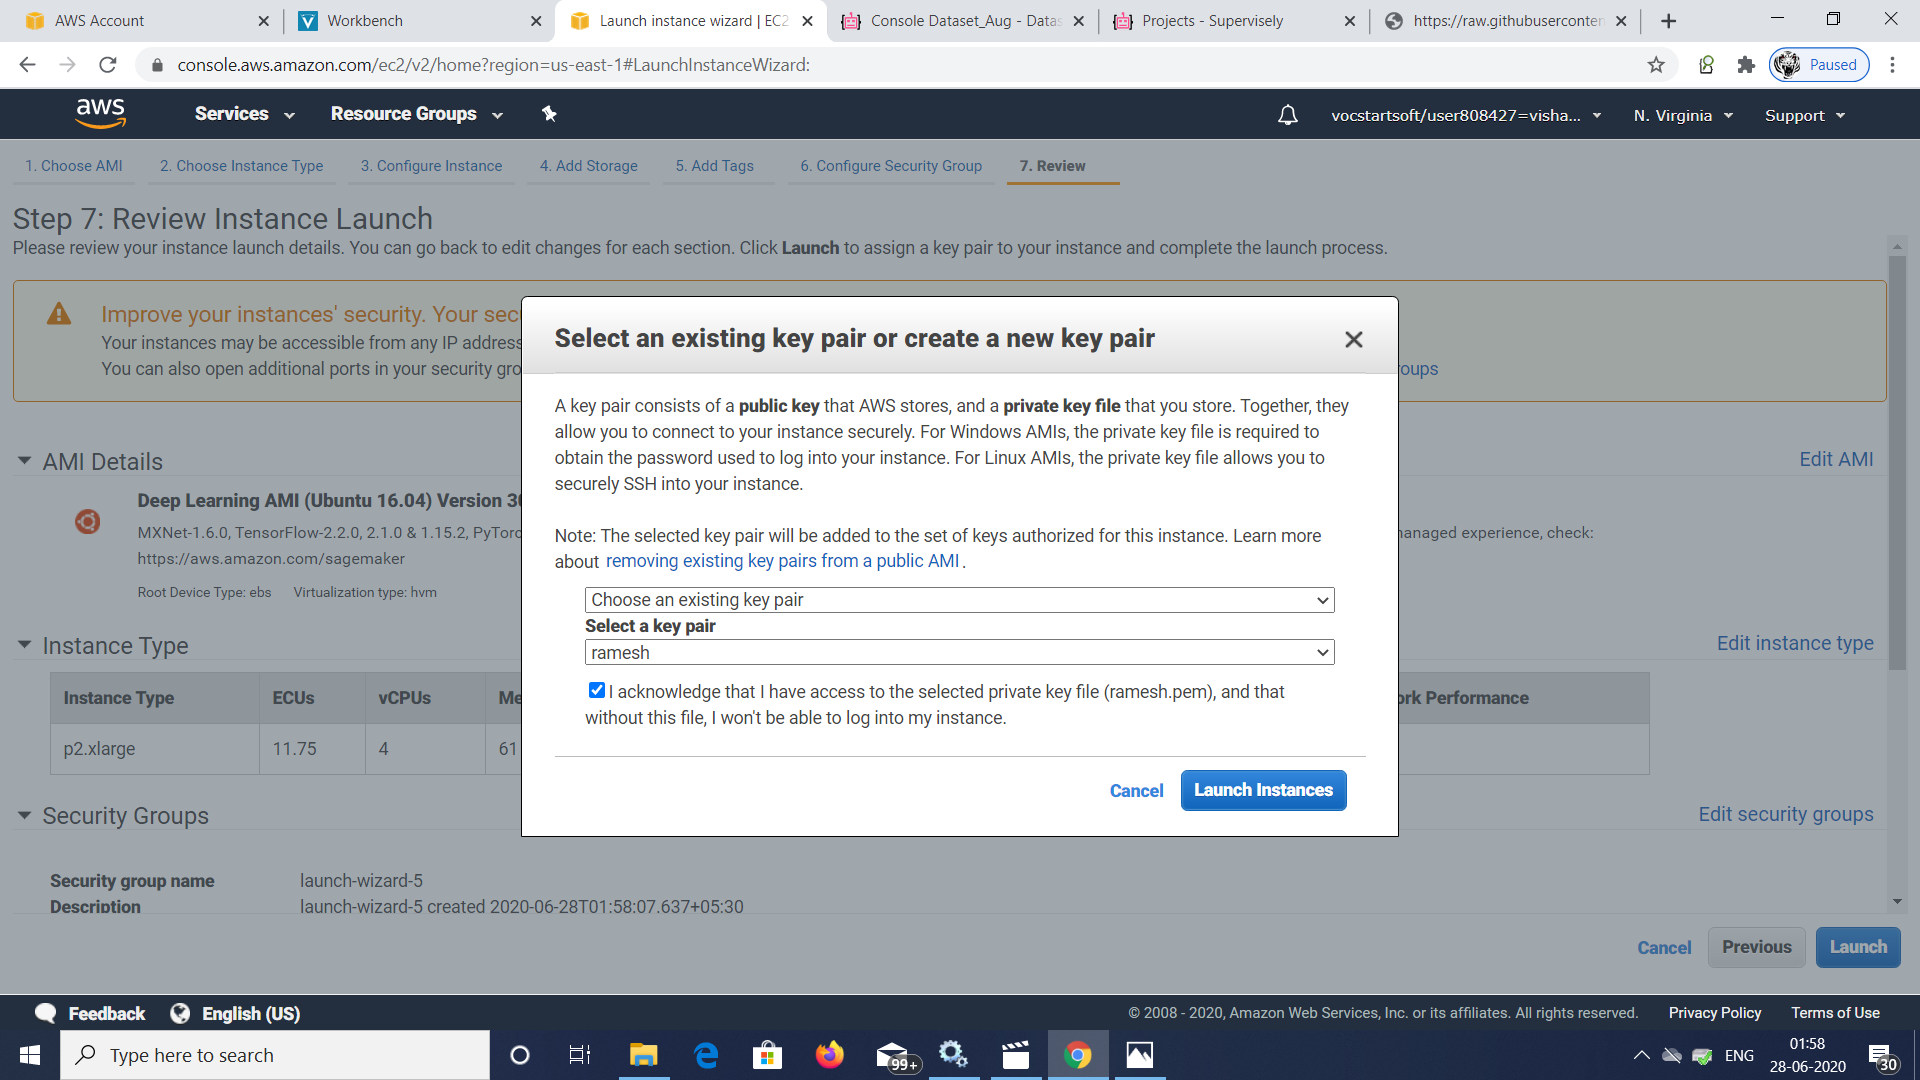 AWS Account
Workbench
Launch instance wizard | EC2
Console Dataset_Aug - Datas
Projects - Supervisely
https://raw.githubusercontent
console.aws.amazon.com/ec2/v2/home?region=us-east-1#LaunchInstanceWizard:
Paused
aws
Services
Resource Groups
vocstartsoft/user808427=visha...
N. Virginia
Support
1. Choose AMI
2. Choose Instance Type
3. Configure Instance
4. Add Storage
5. Add Tags
6. Configure Security Group
7. Review
Step 7: Review Instance Launch
Please review your instance launch details. You can go back to edit changes for each section. Click Launch to assign a key pair to your instance and complete the launch process.
Improve your instances' security. Your sec
Your instances may be accessible from any IP address
You can also open additional ports in your security gro
oups
Select an existing key pair or create a new key pair
A key pair consists of a public key that AWS stores, and a private key file that you store. Together, they
allow you to connect to your instance securely. For Windows AMIs, the private key file is required to
obtain the password used to log into your instance. For Linux AMIs, the private key file allows you to
securely SSH into your instance.
Note: The selected key pair will be added to the set of keys authorized for this instance. Learn more
about removing existing key pairs from a public AMI .
Choose an existing key pair
Select a key pair
ramesh
I acknowledge that I have access to the selected private key file (ramesh.pem), and that
without this file, I won't be able to log into my instance.
Cancel
Launch Instances
AMI Details
Edit AMI
Deep Learning AMI (Ubuntu 16.04) Version 30
MXNet-1.6.0, TensorFlow-2.2.0, 2.1.0 & 1.15.2, PyTorc
anaged experience, check:
https://aws.amazon.com/sagemaker
Root Device Type: ebs
Virtualization type: hvm
Instance Type
Edit instance type
Instance Type
ECUs
vCPUs
Me
ork Performance
p2.xlarge
11.75
4
61
Security Groups
Edit security groups
Security group name
launch-wizard-5
Description
launch-wizard-5 created 2020-06-28T01:58:07.637+05:30
Cancel
Previous
Launch
Feedback
English (US)
© 2008 - 2020, Amazon Web Services, Inc. or its affiliates. All rights reserved.
Privacy Policy
Terms of Use
Type here to search
99+
ENG
01:58
28-06-2020
30